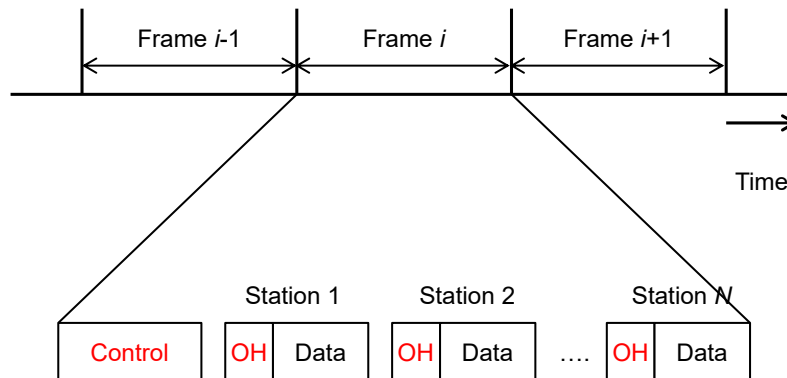 Frame i-1 Frame i Frame i+1
Time
Station 1 Station 2 Station N
Control OH Data OH Data .... OH Data